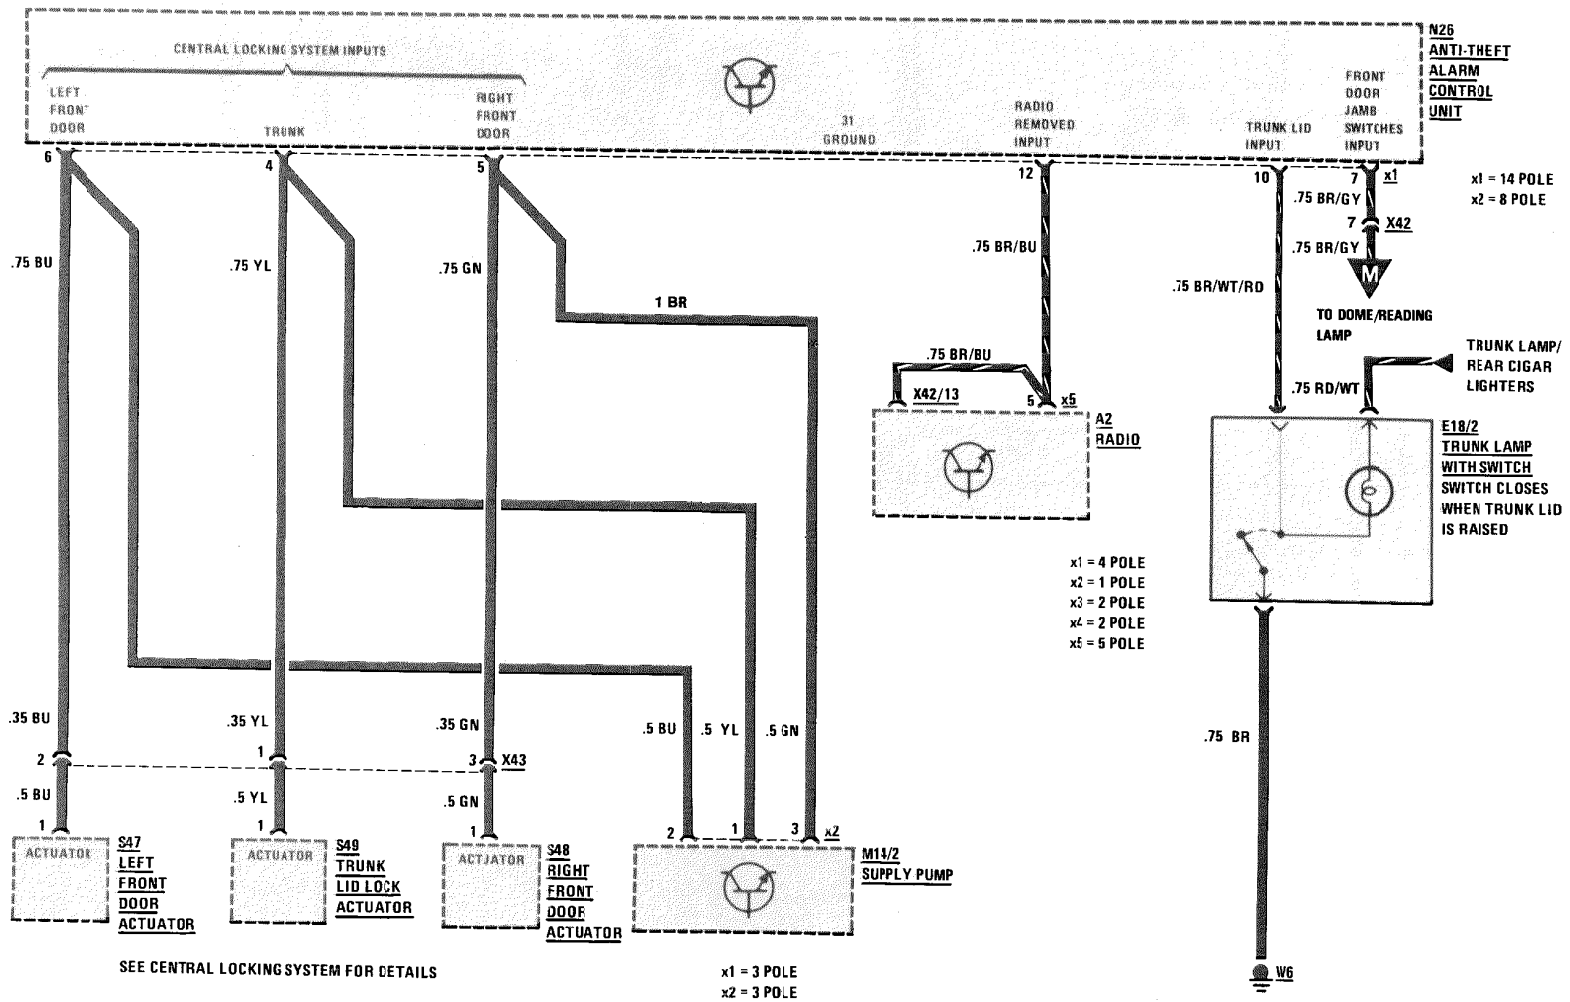 N26
ANTI-THEFT
ALARM
CONTROL
UNIT
CENTRAL LOCKING SYSTEM INPUTS
LEFT
FRONT
DOOR
TRUNK
RIGHT
FRONT
DOOR
31
GROUND
RADIO
REMOVED
INPUT
TRUNK LID
INPUT
FRONT
DOOR
JAMB
SWITCHES
INPUT
6
4
5
12
10
7 x1
x1 = 14 POLE
x2 = 8 POLE
.75 BR/GY
7 X42
.75 BR/GY
M
TO DOME/READING
LAMP
.75 BU
.75 YL
.75 GN
.75 BR/BU
.75 BR/WT/RD
1 BR
TRUNK LAMP/
REAR CIGAR
LIGHTERS
.75 BR/BU
.75 RD/WT
X42/13
5 x5
A2
RADIO
E18/2
TRUNK LAMP
WITH SWITCH
SWITCH CLOSES
WHEN TRUNK LID
IS RAISED
x1 = 4 POLE
x2 = 1 POLE
x3 = 2 POLE
x4 = 2 POLE
x5 = 5 POLE
.35 BU
.35 YL
.35 GN
.5 BU
.5 YL
.5 GN
.75 BR
2
1
3 X43
.5 BU
.5 YL
.5 GN
1
1
1
2
1
3 x2
ACTUATOR
S47
LEFT
FRONT
DOOR
ACTUATOR
ACTUATOR
S49
TRUNK
LID LOCK
ACTUATOR
ACTUATOR
S48
RIGHT
FRONT
DOOR
ACTUATOR
M14/2
SUPPLY PUMP
SEE CENTRAL LOCKING SYSTEM FOR DETAILS
x1 = 3 POLE
x2 = 3 POLE
W6